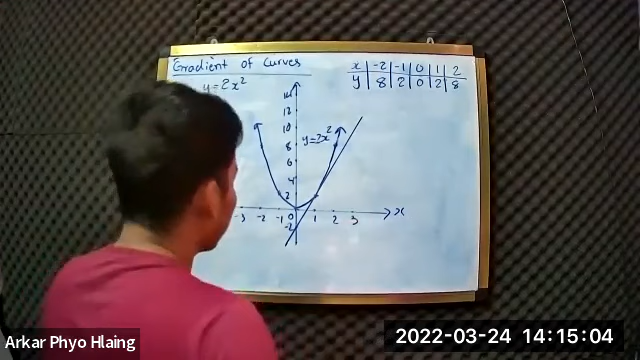 Gradient of Curves
y=2x²
x | -2 | -1 | 0 | 1 | 2
y | 8 | 2 | 0 | 2 | 8
14
12
10
8
6
4
2
y=2x²
-3 -2 -1 0 1 2 3 x
-2
Arkar Phyo Hlaing
2022-03-24 14:15:04